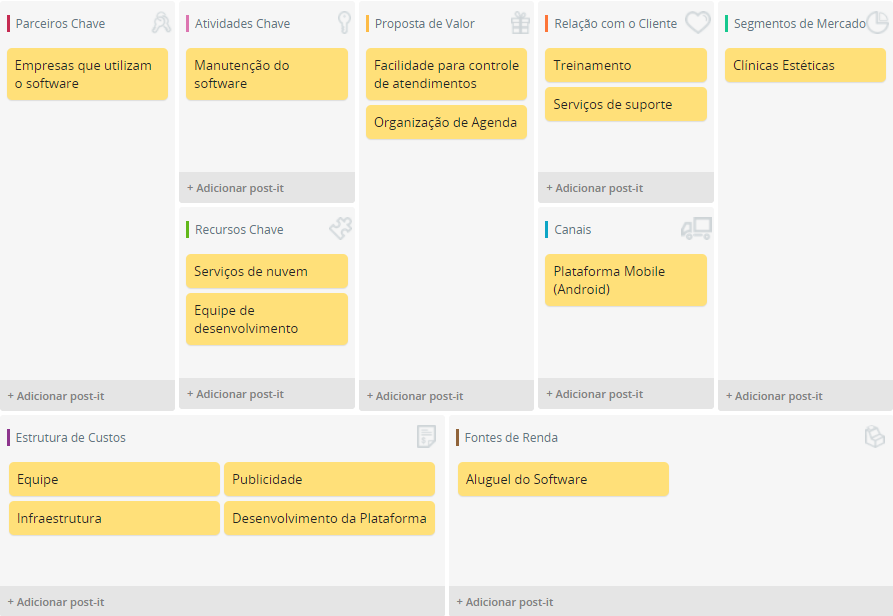 Parceiros Chave
Empresas que utilizam
o software
+ Adicionar post-it
Atividades Chave
Manutenção do
software
+ Adicionar post-it
Recursos Chave
Serviços de nuvem
Equipe de
desenvolvimento
+ Adicionar post-it
Proposta de Valor
Facilidade para controle
de atendimentos
Organização de Agenda
+ Adicionar post-it
Relação com o Cliente
Treinamento
Serviços de suporte
+ Adicionar post-it
Canais
Plataforma Mobile
(Android)
+ Adicionar post-it
Segmentos de Mercado
Clínicas Estéticas
+ Adicionar post-it
Estrutura de Custos
Equipe
Publicidade
Infraestrutura
Desenvolvimento da Plataforma
+ Adicionar post-it
Fontes de Renda
Aluguel do Software
+ Adicionar post-it